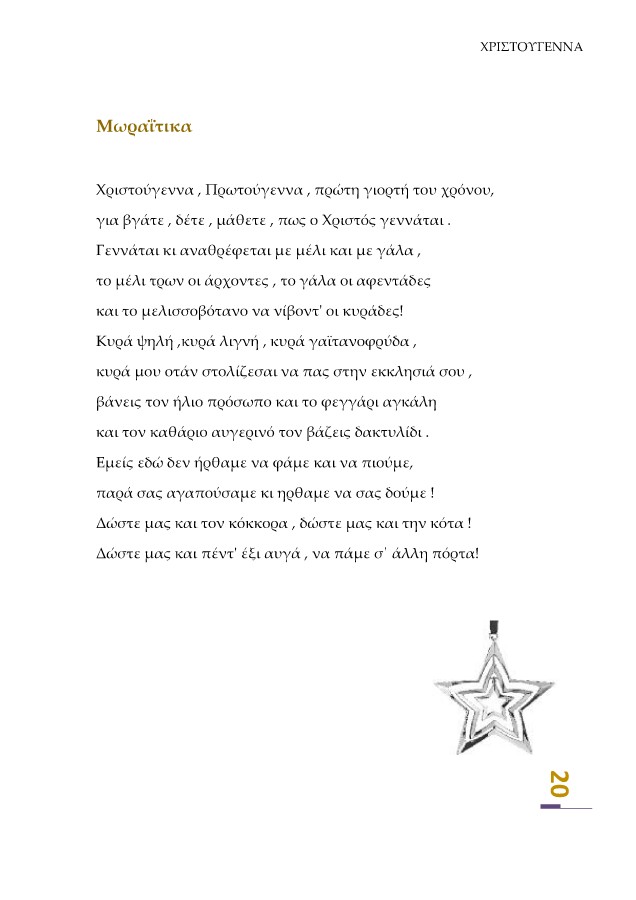 ΧΡΙΣΤΟΥΓΕΝΝΑ
Μωραΐτικα
Χριστούγεννα , Πρωτούγεννα , πρώτη γιορτή του χρόνου,
για βγάτε , δέτε , μάθετε , πως ο Χριστός γεννάται .
Γεννάται κι αναθρέφεται με μέλι και με γάλα ,
το μέλι τρων οι άρχοντες , το γάλα οι αφεντάδες
και το μελισσοβότανο να νίβοντ' οι κυράδες!
Κυρά ψηλή ,κυρά λιγνή , κυρά γαϊτανοφρύδα ,
κυρά μου οτάν στολίζεσαι να πας στην εκκλησιά σου ,
βάνεις τον ήλιο πρόσωπο και το φεγγάρι αγκάλη
και τον καθάριο αυγερινό τον βάζεις δακτυλίδι .
Εμείς εδώ δεν ήρθαμε να φάμε και να πιούμε,
παρά σας αγαπούσαμε κι ηρθαμε να σας δούμε !
Δώστε μας και τον κόκκορα , δώστε μας και την κότα !
Δώστε μας και πέντ' έξι αυγά , να πάμε σ΄ άλλη πόρτα!
20